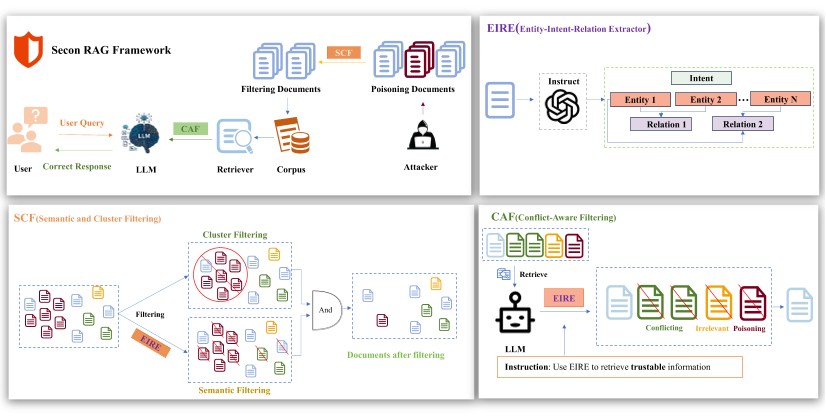 Secon RAG Framework
SCF
Filtering Documents
Poisoning Documents
User Query
LLM
CAF
Correct Response
User
LLM
Retriever
Corpus
Attacker
EIRE(Entity-Intent-Relation Extractor)
Instruct
Intent
Entity 1
Entity 2
...
Entity N
Relation 1
Relation 2
SCF(Semantic and Cluster Filtering)
Cluster Filtering
Filtering
EIRE
And
Documents after filtering
Semantic Filtering
CAF(Conflict-Aware Filtering)
Retrieve
EIRE
LLM
Conflicting
Irrelevant
Poisoning
Instruction: Use EIRE to retrieve trustable information